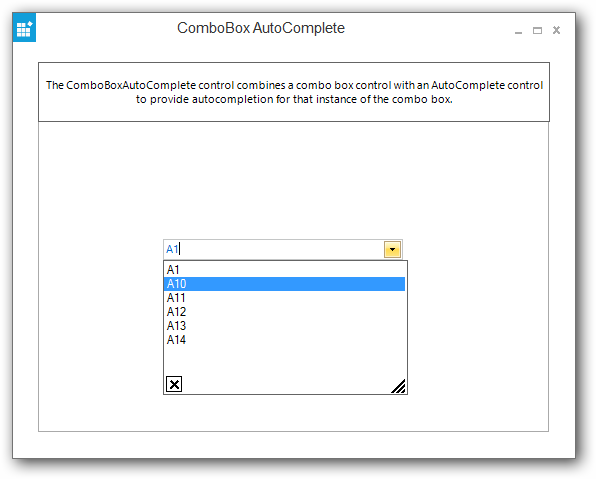 ComboBox AutoComplete
The ComboBoxAutoComplete control combines a combo box control with an AutoComplete control
to provide autocompletion for that instance of the combo box.
A1
A1
A10
A11
A12
A13
A14